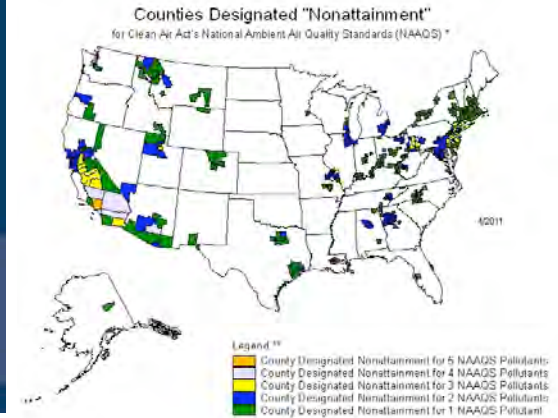 Counties Designated "Nonattainment"
for Clean Air Act's National Ambient Air Quality Standards (NAAQS) *
4/2011
Legend **
County Designated Nonattainment for 5 NAAQS Pollutants
County Designated Nonattainment for 4 NAAQS Pollutants
County Designated Nonattainment for 3 NAAQS Pollutants
County Designated Nonattainment for 2 NAAQS Pollutants
County Designated Nonattainment for 1 NAAQS Pollutants